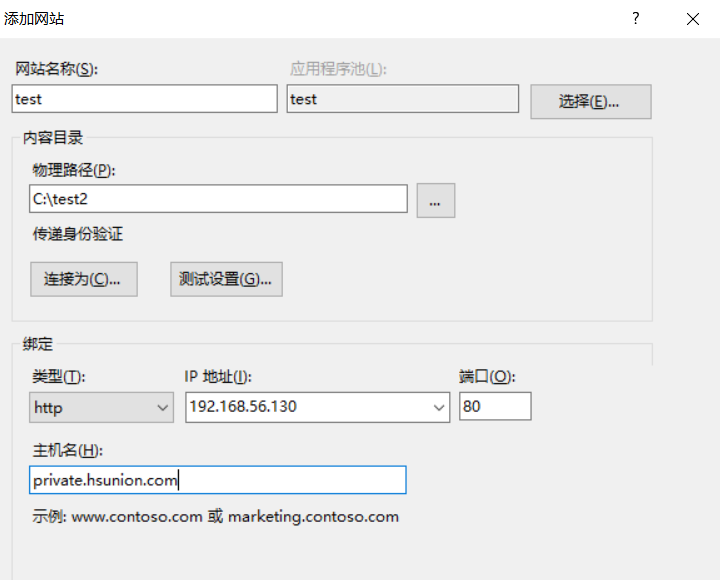 添加网站
?
网站名称(S):
应用程序池(L):
test
test
选择(E)...
内容目录
物理路径(P):
C:\test2
...
传递身份验证
连接为(C)...
测试设置(G)...
绑定
类型(T):
IP 地址(I):
端口(O):
http
192.168.56.130
80
主机名(H):
private.hsunion.com
示例: www.contoso.com 或 marketing.contoso.com